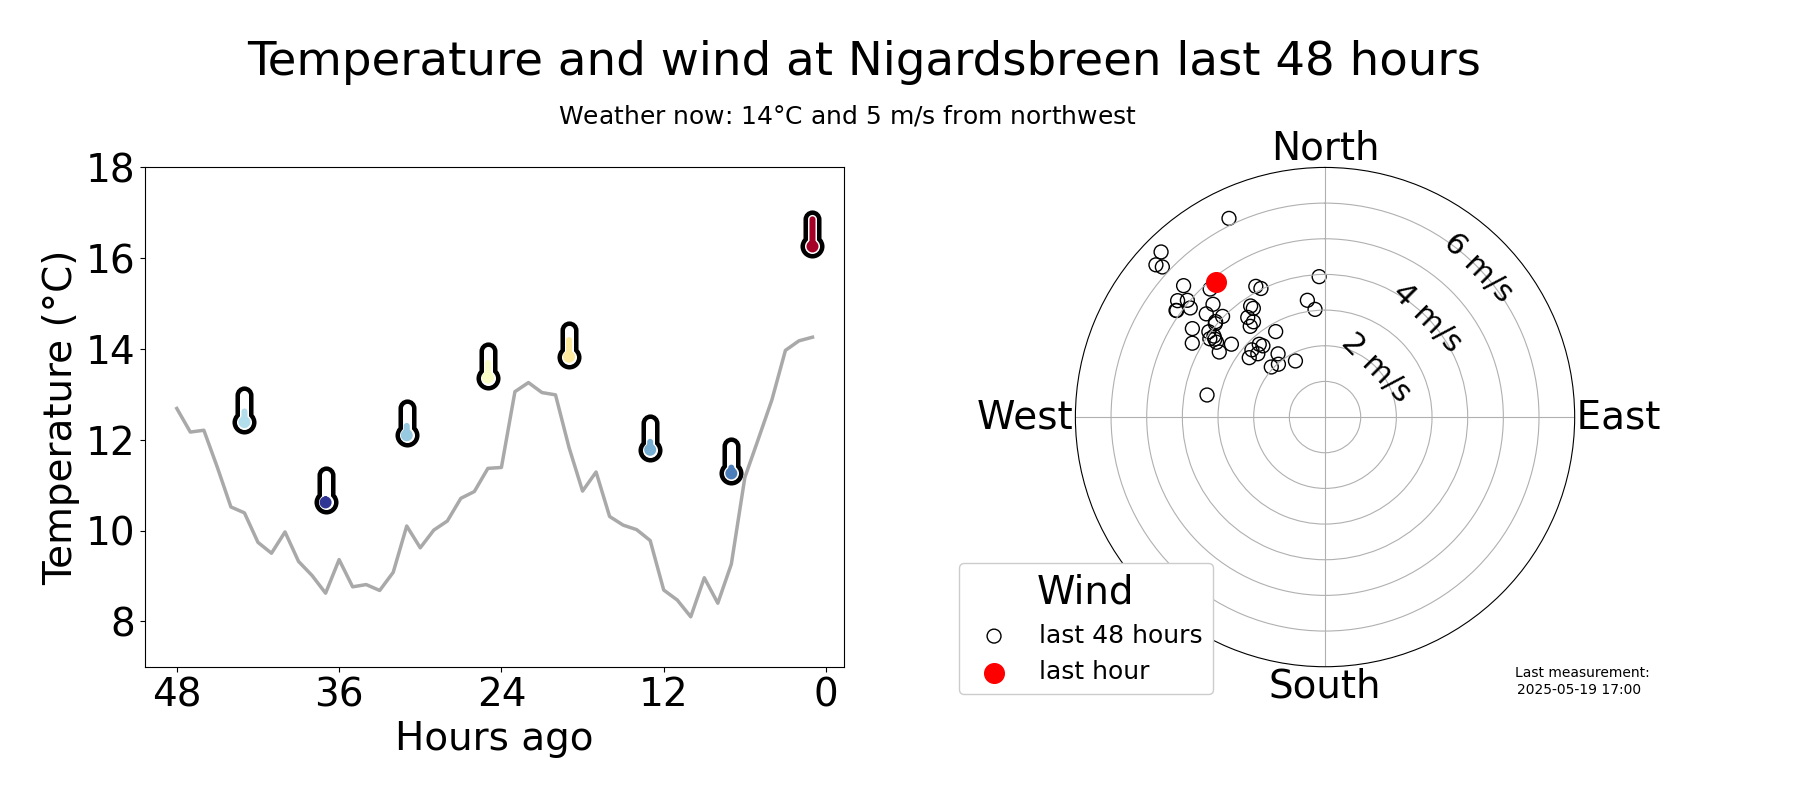 Temperature and wind at Nigardsbreen last 48 hours
Weather now: 14°C and 5 m/s from northwest
Temperature (°C)
18
16
14
12
10
8
48 36 24 12 0
Hours ago
North
West
East
South
6 m/s
4 m/s
2 m/s
Wind
last 48 hours
last hour
Last measurement:
2025-05-19 17:00